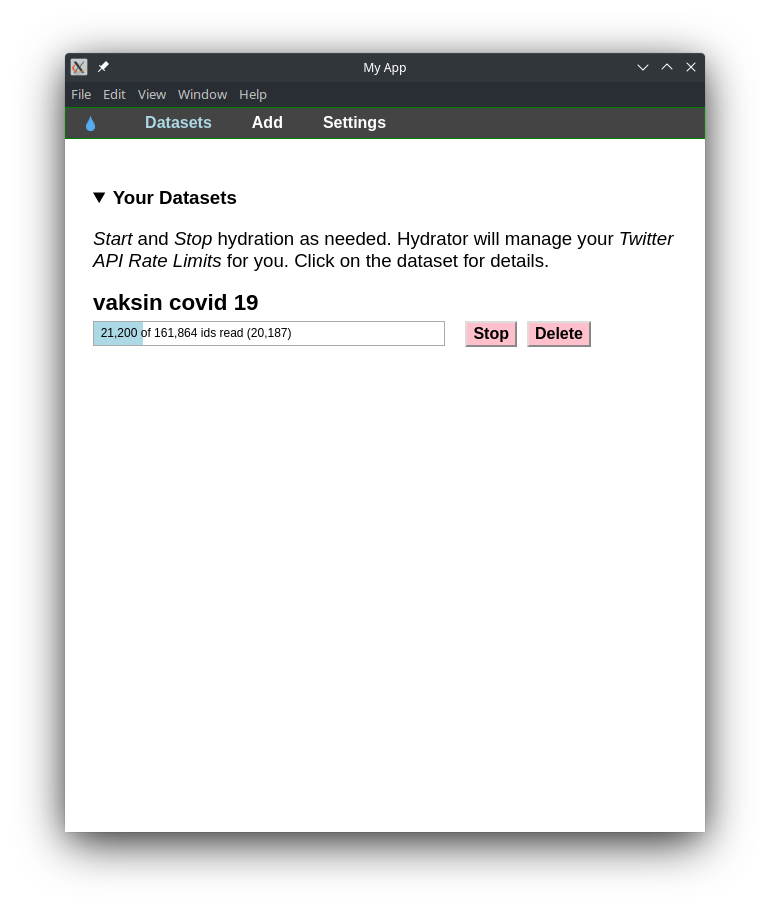 My App
File Edit View Window Help
Datasets Add Settings
Your Datasets
Start and Stop hydration as needed. Hydrator will manage your Twitter
API Rate Limits for you. Click on the dataset for details.
vaksin covid 19
21,200 of 161,864 ids read (20,187) Stop Delete